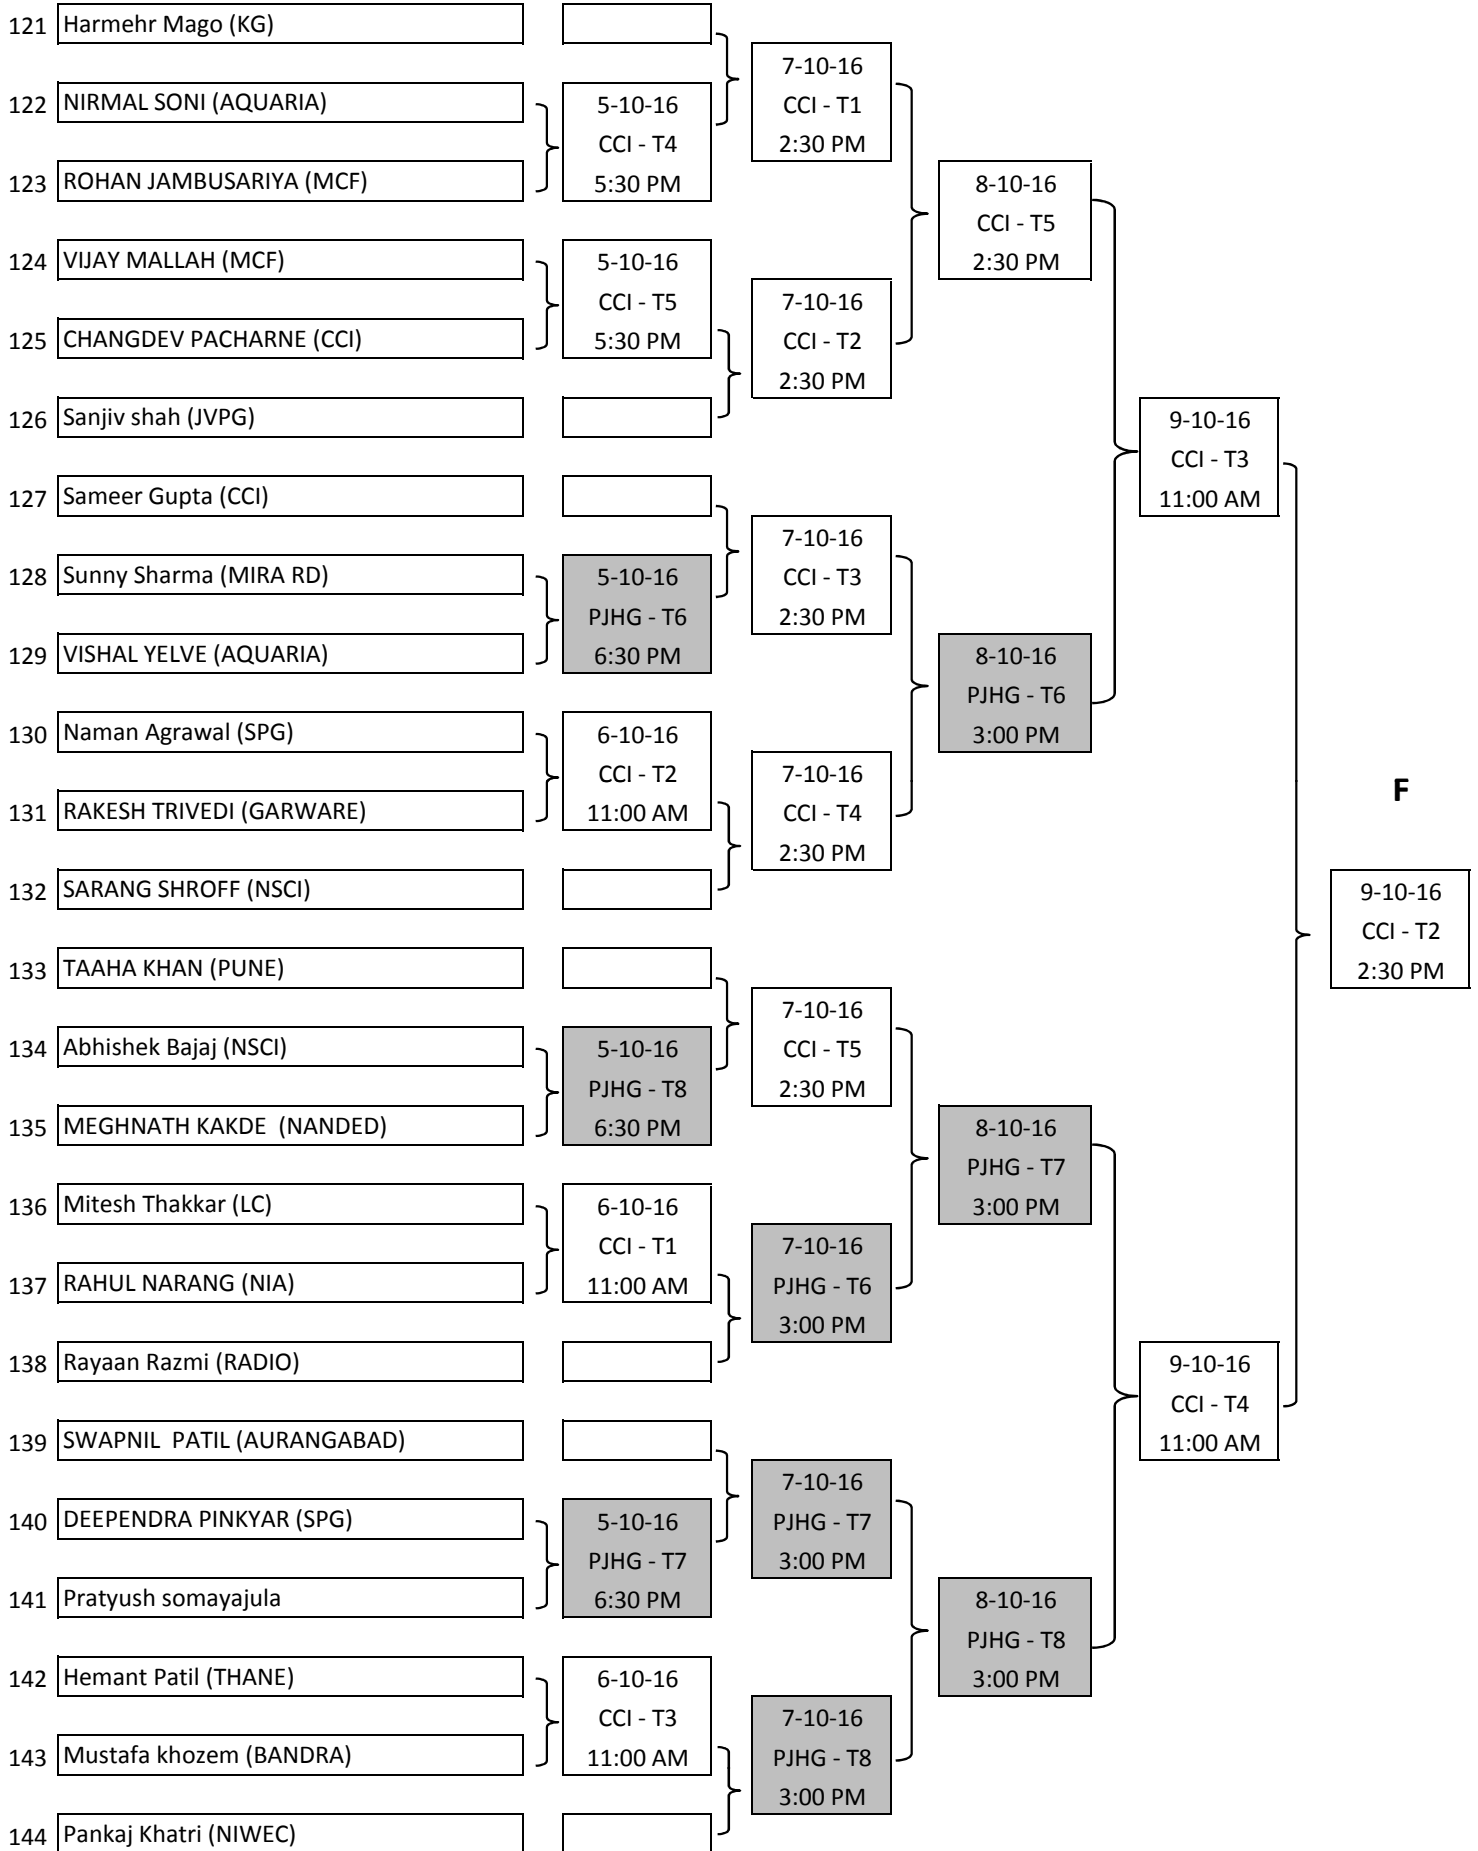 121 Harmehr Mago (KG)
7-10-16
122 NIRMAL SONI (AQUARIA) 5-10-16 CCI - T1
CCI - T4 2:30 PM
123 ROHAN JAMBUSARIYA (MCF) 5:30 PM 8-10-16
CCI - T5
124 VIJAY MALLAH (MCF) 5-10-16 2:30 PM
CCI - T5 7-10-16
125 CHANGDEV PACHARNE (CCI) 5:30 PM CCI - T2
2:30 PM
126 Sanjiv shah (JVPG) 9-10-16
CCI - T3
127 Sameer Gupta (CCI) 11:00 AM
7-10-16
128 Sunny Sharma (MIRA RD) 5-10-16 CCI - T3
PJHG - T6 2:30 PM
129 VISHAL YELVE (AQUARIA) 6:30 PM 8-10-16
PJHG - T6
130 Naman Agrawal (SPG) 6-10-16 3:00 PM
CCI - T2 7-10-16 F
131 RAKESH TRIVEDI (GARWARE) 11:00 AM CCI - T4
2:30 PM
132 SARANG SHROFF (NSCI) 9-10-16
CCI - T2
133 TAAHA KHAN (PUNE) 2:30 PM
7-10-16
134 Abhishek Bajaj (NSCI) 5-10-16 CCI - T5
PJHG - T8 2:30 PM
135 MEGHNATH KAKDE  (NANDED) 6:30 PM 8-10-16
PJHG - T7
136 Mitesh Thakkar (LC) 6-10-16 3:00 PM
CCI - T1 7-10-16
137 RAHUL NARANG (NIA) 11:00 AM PJHG - T6
3:00 PM
138 Rayaan Razmi (RADIO) 9-10-16
CCI - T4
139 SWAPNIL  PATIL (AURANGABAD) 11:00 AM
7-10-16
140 DEEPENDRA PINKYAR (SPG) 5-10-16 PJHG - T7
PJHG - T7 3:00 PM
141 Pratyush somayajula 6:30 PM 8-10-16
PJHG - T8
142 Hemant Patil (THANE) 6-10-16 3:00 PM
CCI - T3 7-10-16
143 Mustafa khozem (BANDRA) 11:00 AM PJHG - T8
3:00 PM
144 Pankaj Khatri (NIWEC)